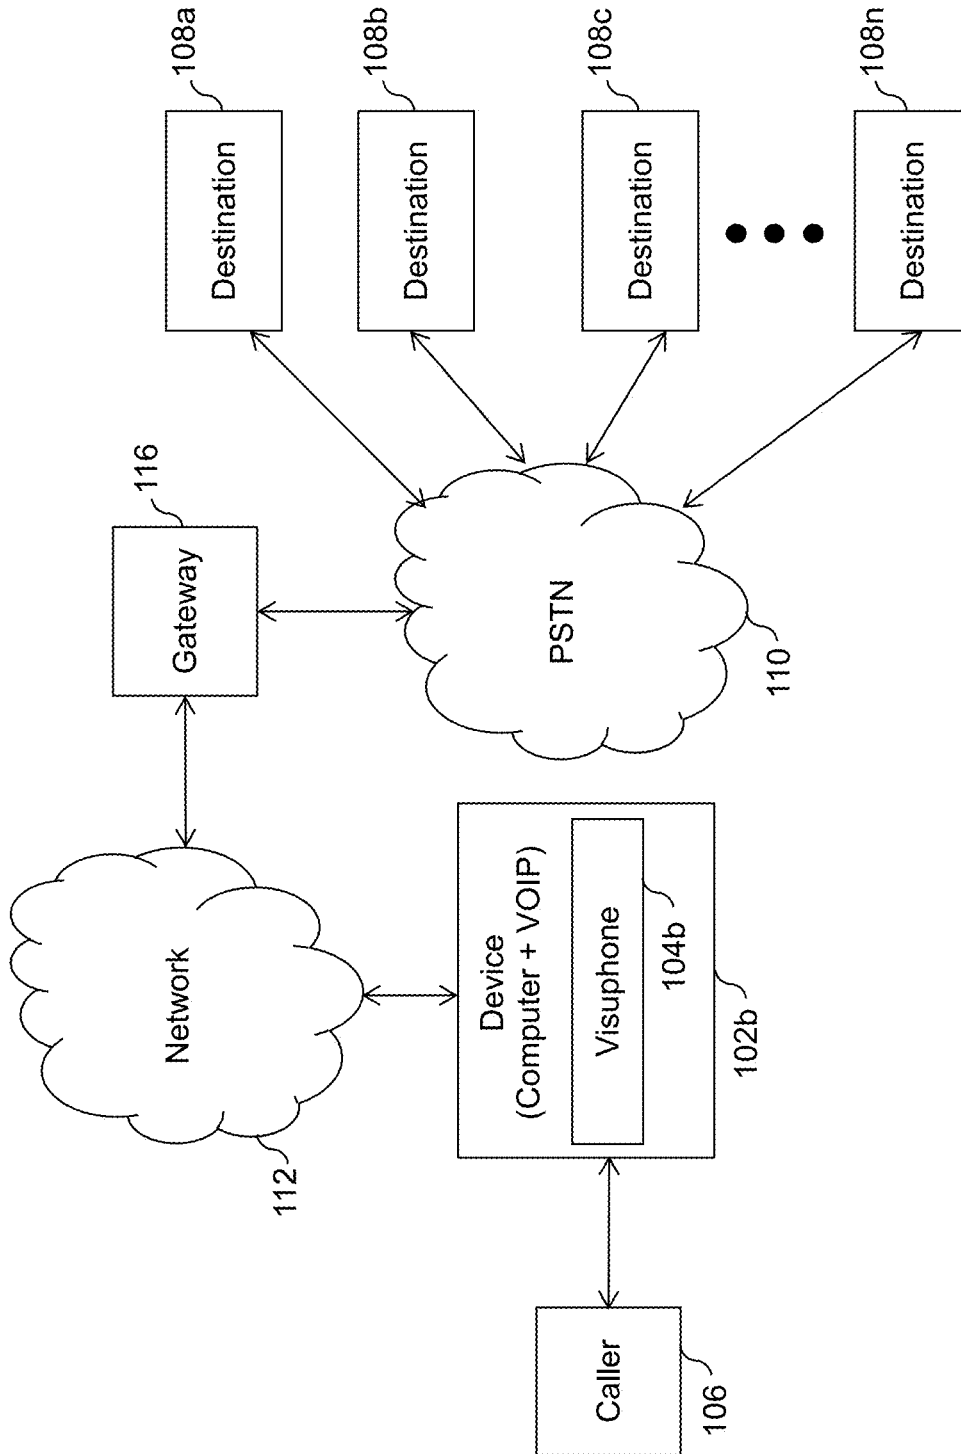 Caller
106
Device
(Computer + VOIP)
Visuphone
104b
102b
Network
112
Gateway
116
PSTN
110
Destination
108a
Destination
108b
Destination
108c
Destination
108n